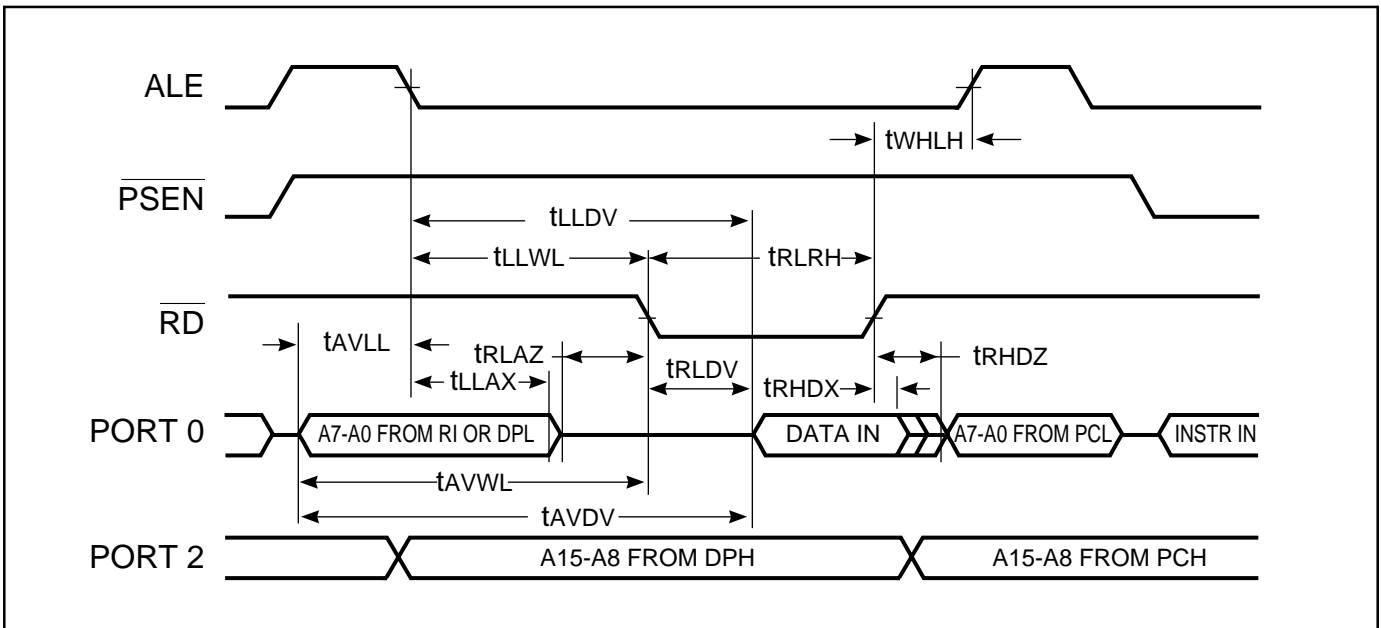 ALE
tWHLH
PSEN
tLLDV
tLLWL
tRLRH
RD
tAVLL
tRLAZ
tRLDV
tRHDZ
tLLAX
tRHDX
PORT 0
A7-A0 FROM RI OR DPL
DATA IN
A7-A0 FROM PCL
INSTR IN
tAVWL
tAVDV
PORT 2
A15-A8 FROM DPH
A15-A8 FROM PCH